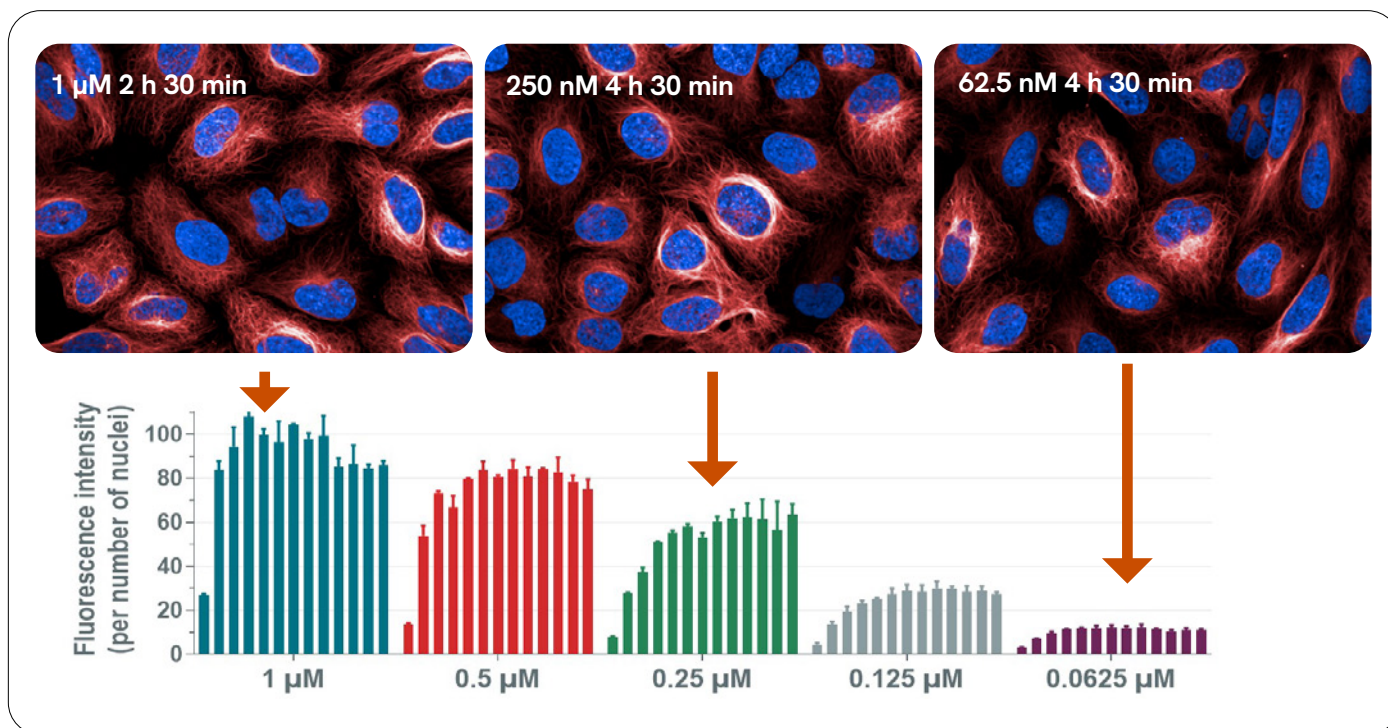 1 µM 2 h 30 min
250 nM 4 h 30 min
62.5 nM 4 h 30 min
Fluorescence intensity
(per number of nuclei)
100
80
60
40
20
0
1 µM
0.5 µM
0.25 µM
0.125 µM
0.0625 µM